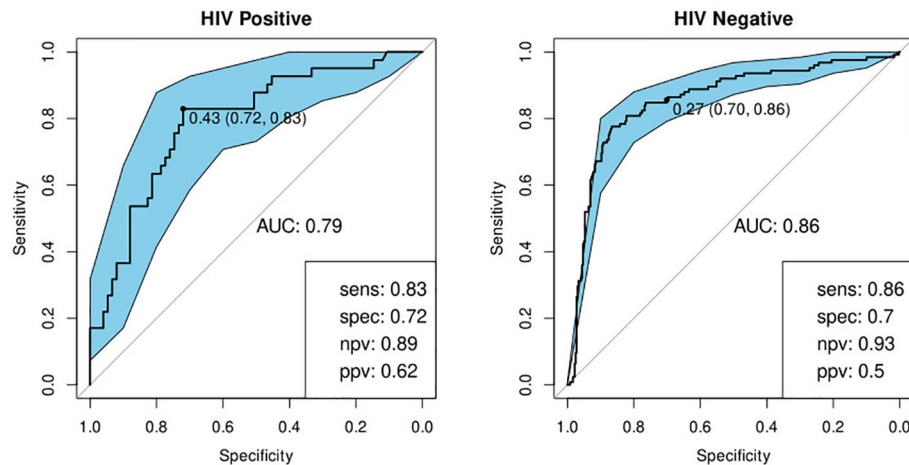 HIV Positive
Sensitivity
1.0
0.8
0.6
0.4
0.2
0.0
0.43 (0.72, 0.83)
AUC: 0.79
sens: 0.83
spec: 0.72
npv: 0.89
ppv: 0.62
1.0 0.8 0.6 0.4 0.2 0.0
Specificity
HIV Negative
Sensitivity
1.0
0.8
0.6
0.4
0.2
0.0
0.27 (0.70, 0.86)
AUC: 0.86
sens: 0.86
spec: 0.7
npv: 0.93
ppv: 0.5
1.0 0.8 0.6 0.4 0.2 0.0
Specificity